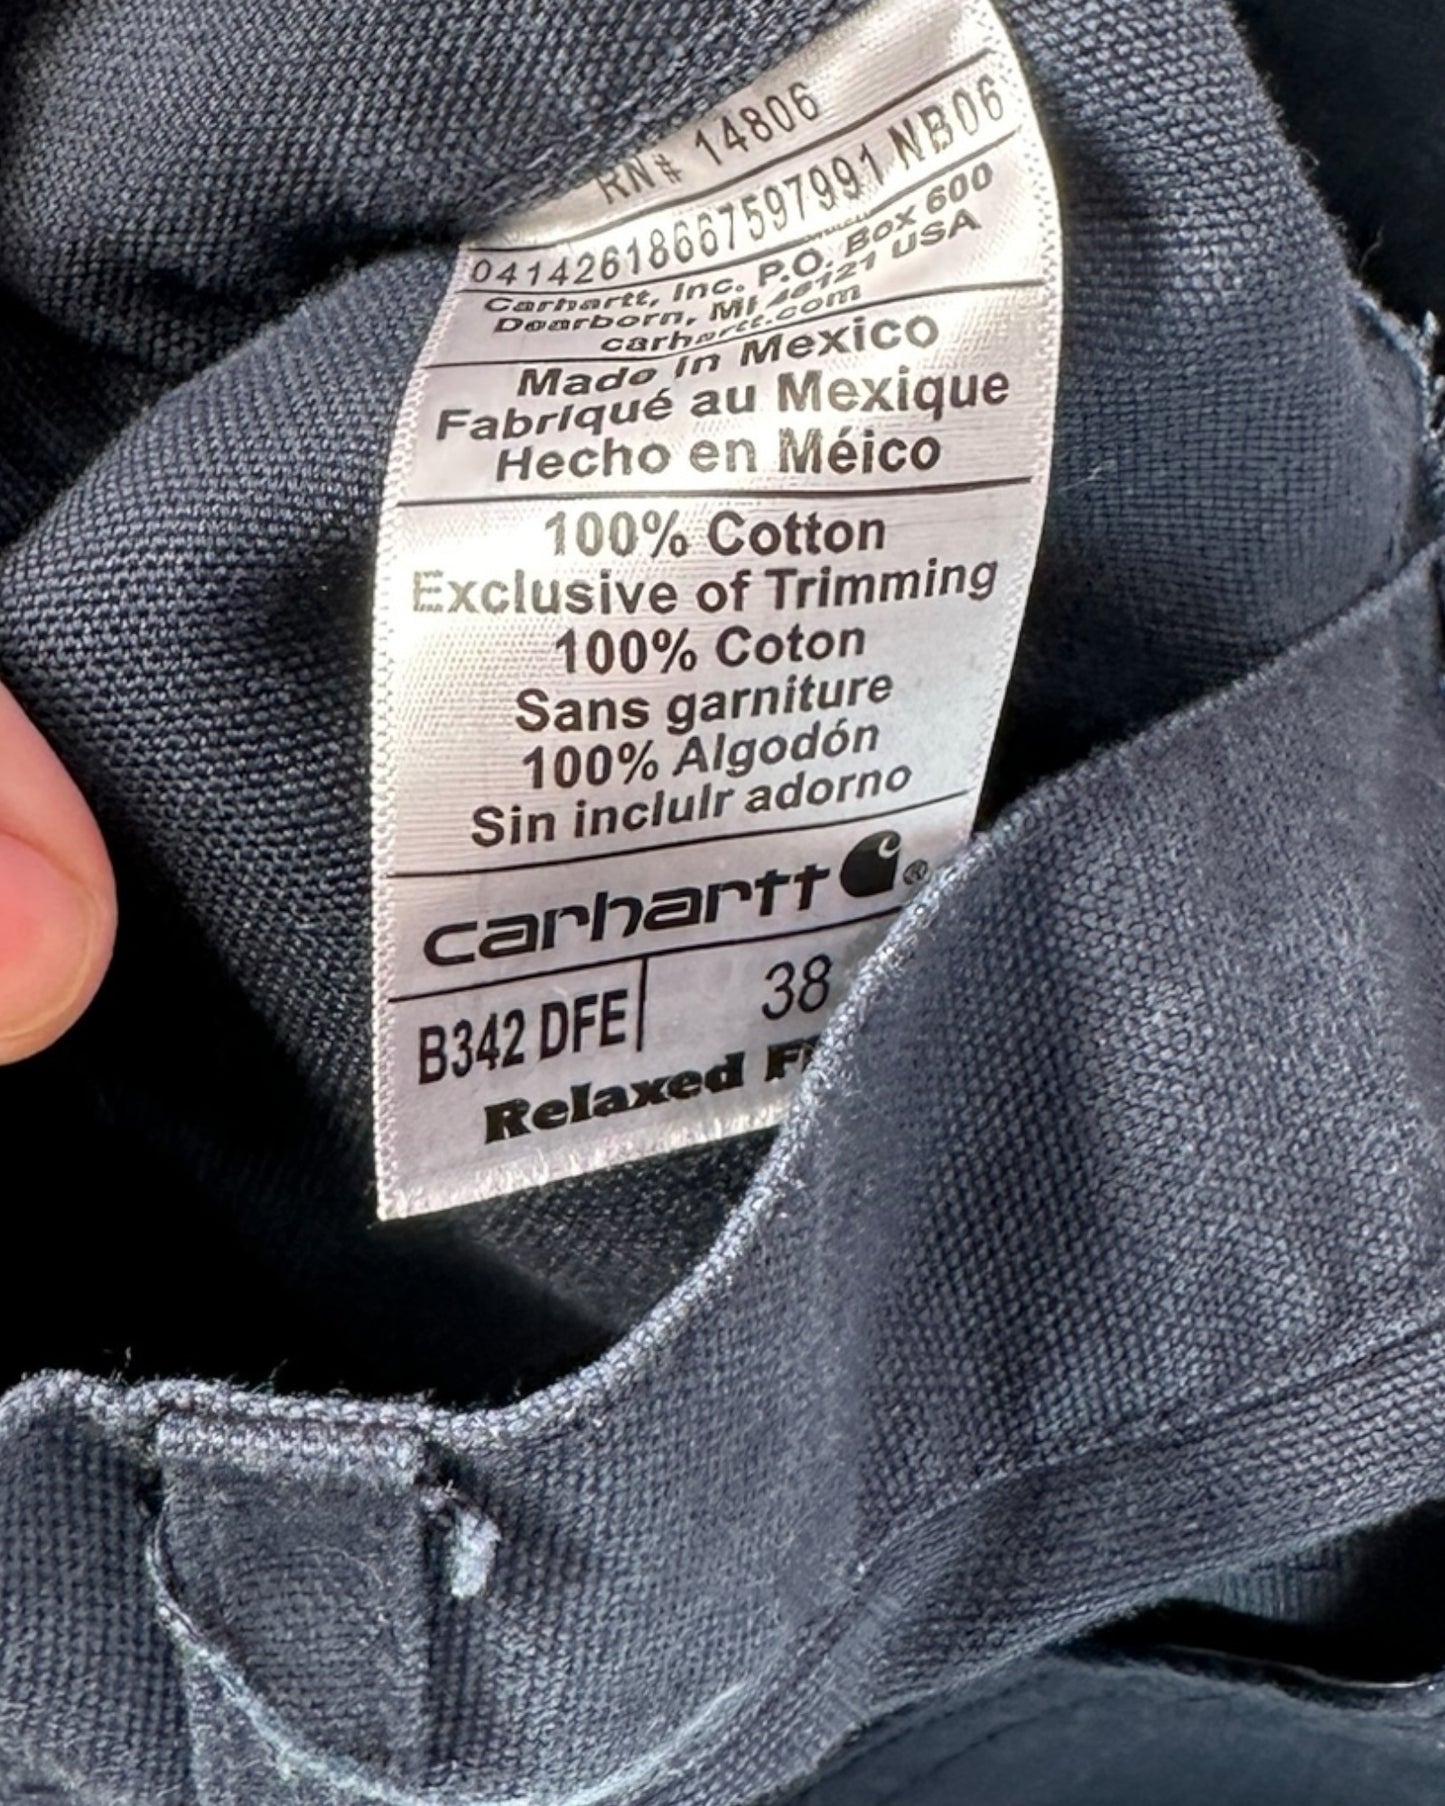 RN# 14806
04142618667597991 NB06
Carhartt, Inc. P.O. Box 600
Dearborn, MI 48121 USA
carhartt.com
Made in Mexico
Fabriqué au Mexique
Hecho en Méico
100% Cotton
Exclusive of Trimming
100% Coton
Sans garniture
100% Algodón
Sin incluir adorno
carhartt ®
B342 DFE 38
Relaxed